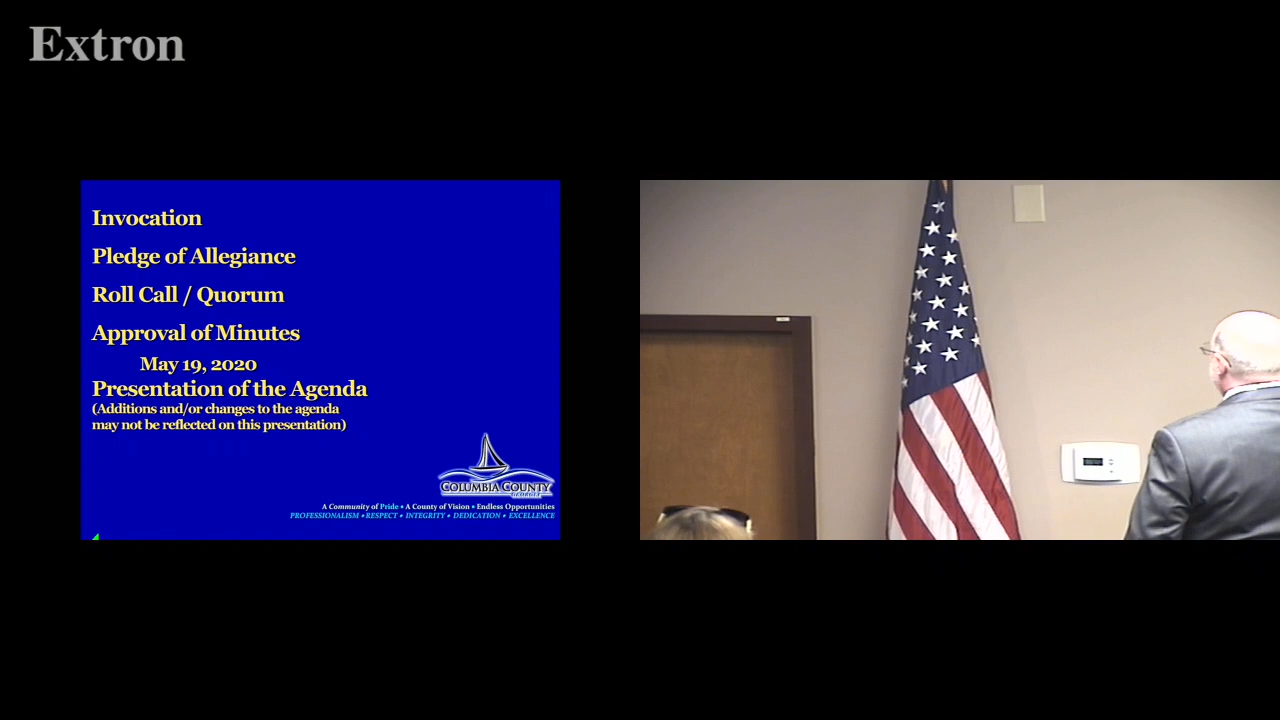 Extron
Invocation
Pledge of Allegiance
Roll Call / Quorum
Approval of Minutes
May 19, 2020
Presentation of the Agenda
(Additions and/or changes to the agenda
may not be reflected on this presentation)
COLUMBIA COUNTY
GEORGIA
A Community of Pride • A County of Vision • Endless Opportunities
PROFESSIONALISM • RESPECT • INTEGRITY • DEDICATION • EXCELLENCE